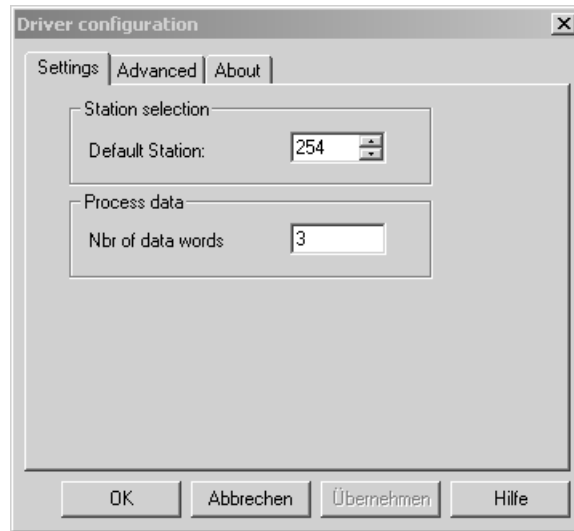 Driver configuration
Settings Advanced About
Station selection
Default Station: 254
Process data
Nbr of data words 3
OK Abbrechen Übernehmen Hilfe